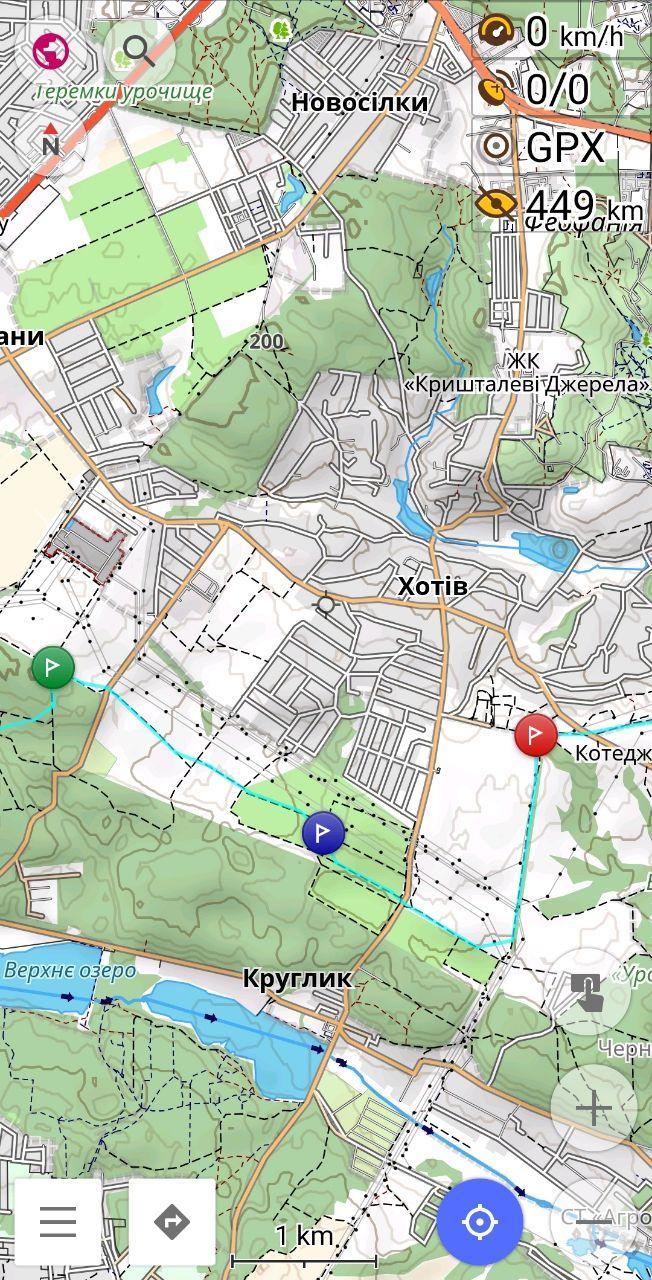 0 km/h
Теремки урочище
Новосілки
0/0
N
GPX
449 km
Феофанія
ани
200
ЖК
«Кришталеві Джерела»
Хотів
Котедж
Верхнє озеро
Круглик
«Уро
Черн
1 km
СТ «Агро